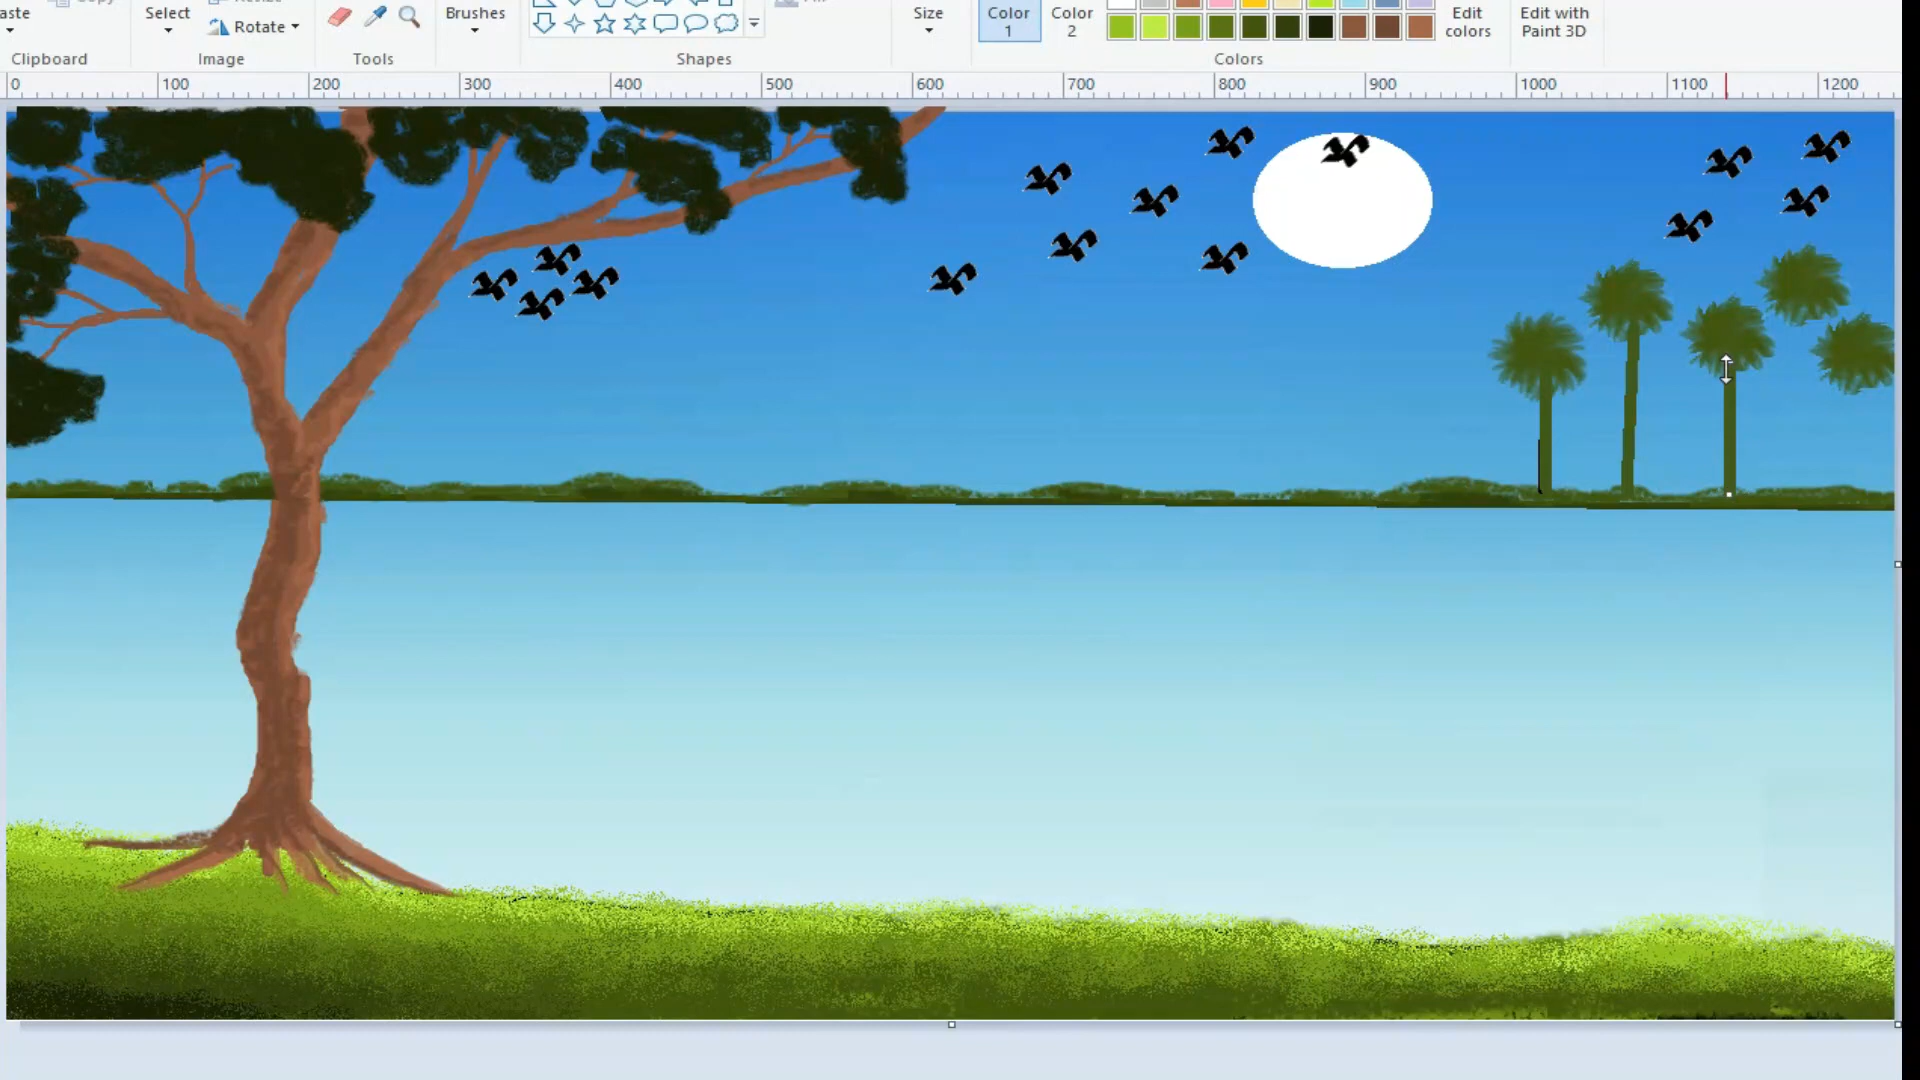 aste
Select
Rotate
Brushes
Size
Color
1
Color
2
Edit
colors
Edit with
Paint 3D
Clipboard
Image
Tools
Shapes
Colors
0 100 200 300 400 500 600 700 800 900 1000 1100 1200